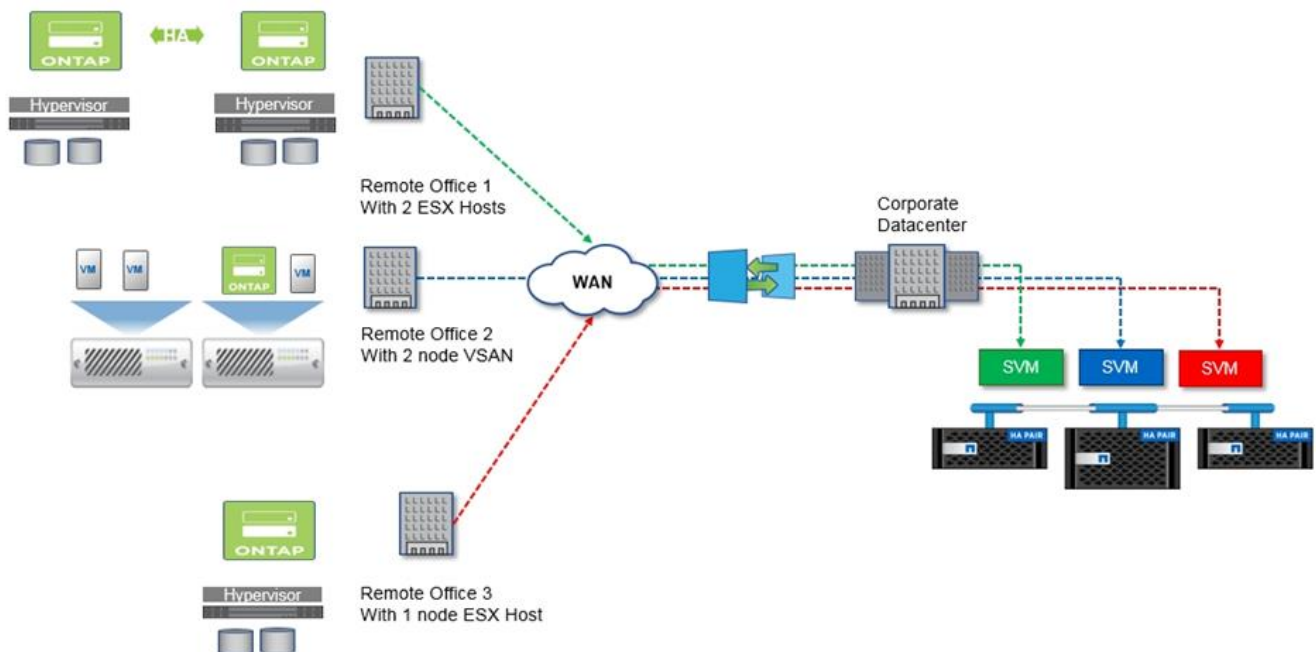 HA
ONTAP
ONTAP
Hypervisor
Hypervisor
Remote Office 1
With 2 ESX Hosts
VM
VM
ONTAP
VM
Remote Office 2
With 2 node VSAN
WAN
Corporate
Datacenter
SVM
SVM
SVM
HA PAIR
HA PAIR
HA PAIR
ONTAP
Hypervisor
Remote Office 3
With 1 node ESX Host